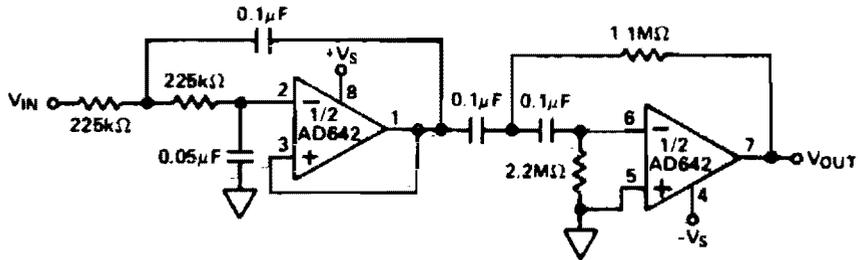 0.1µF
1 1MΩ
+Vs
8
225kΩ
0.1µF
0.1µF
VIN
2
−
1
6
−
225kΩ
1/2
AD642
1/2
AD642
7
VOUT
3
+
0.05µF
2.2MΩ
5
+
4
-Vs